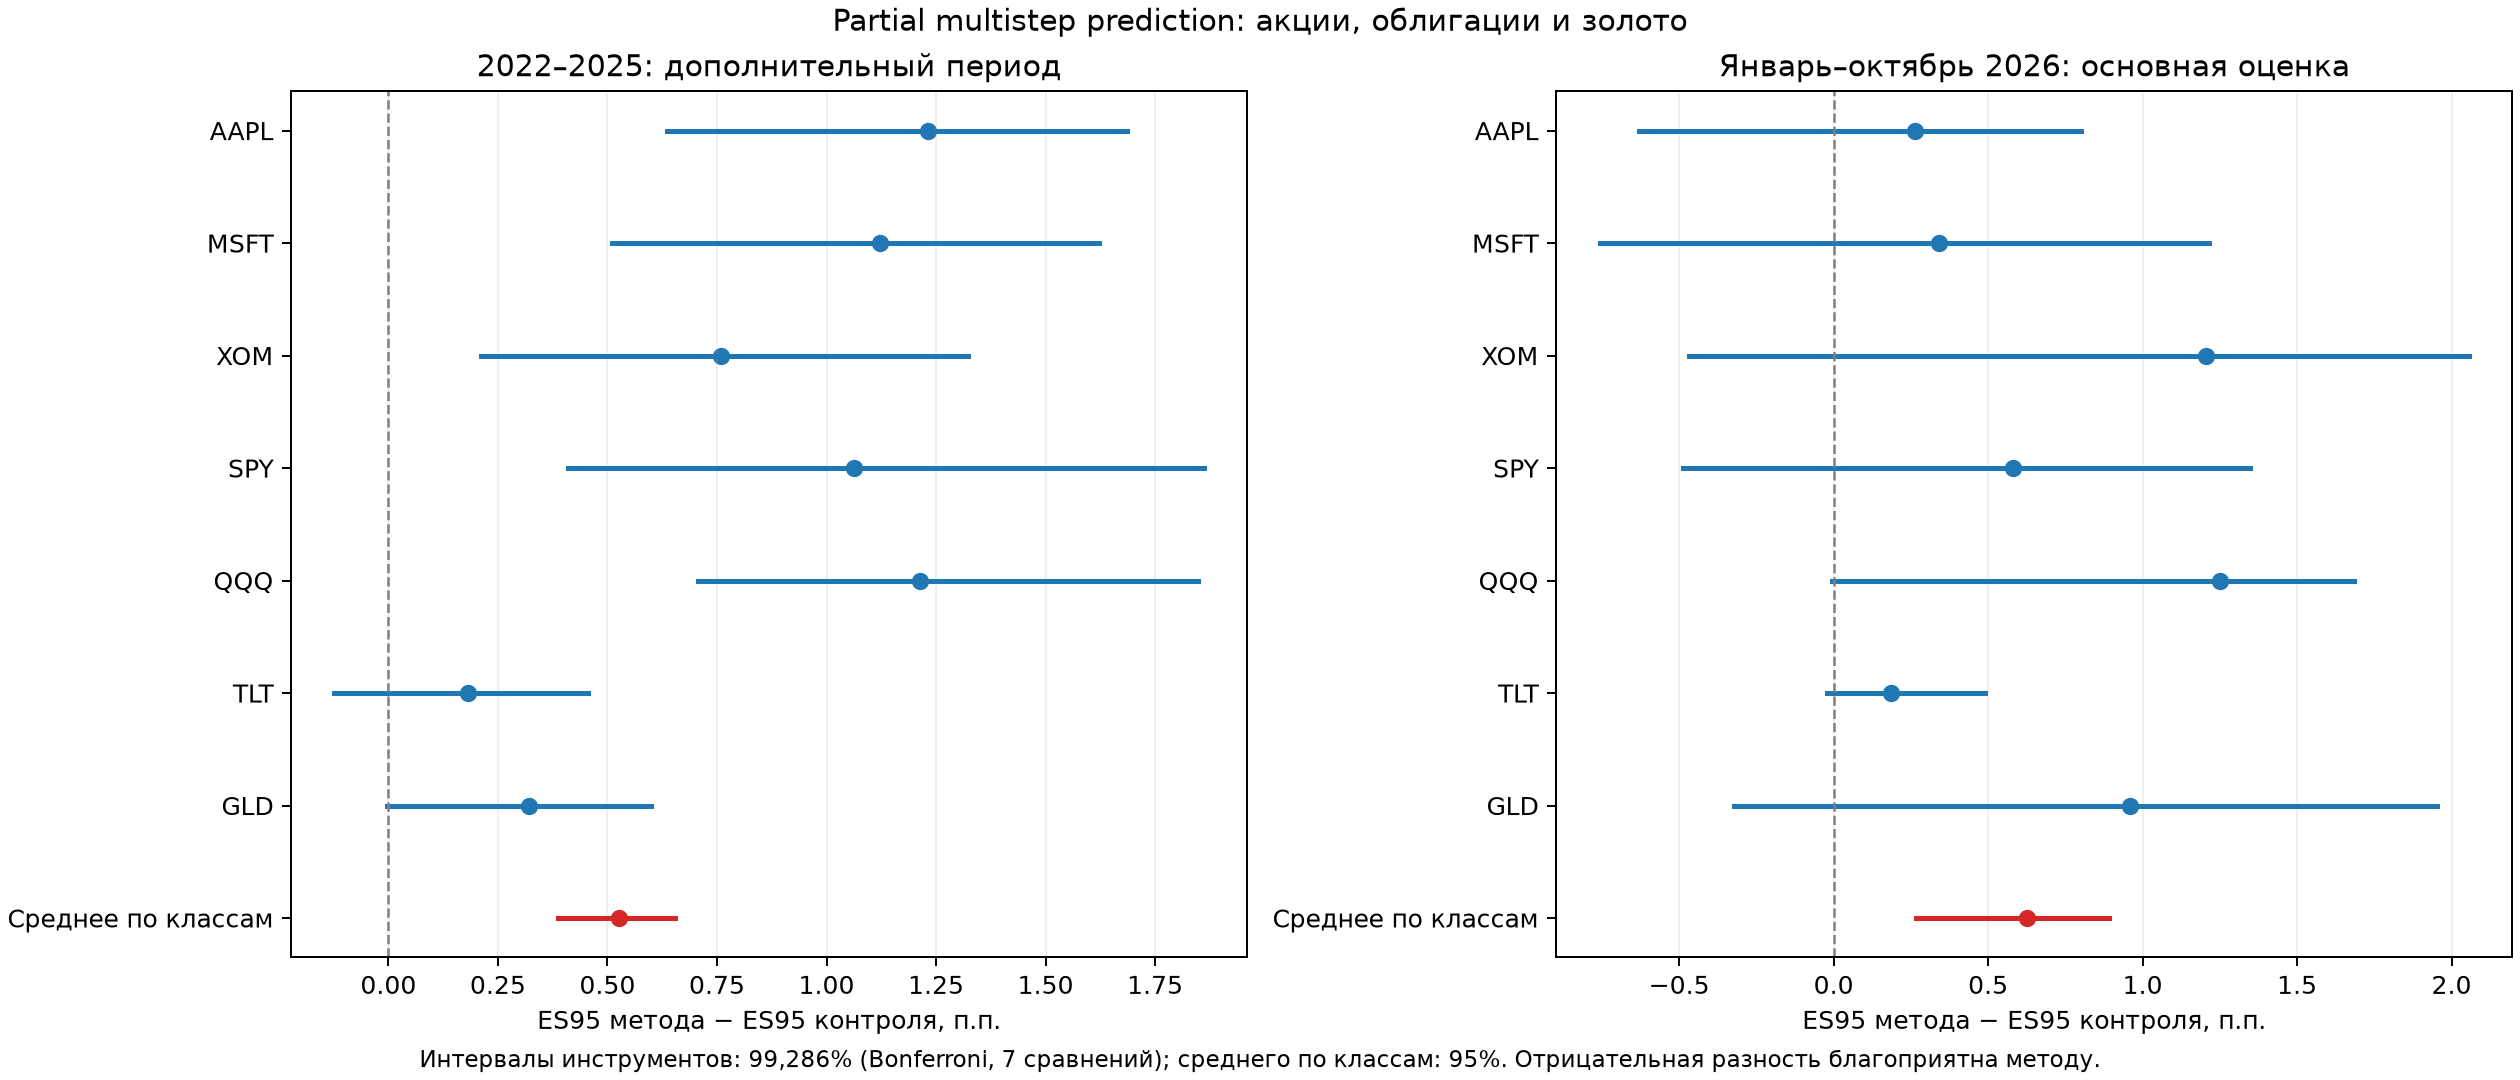 Partial multistep prediction: акции, облигации и золото
2022–2025: дополнительный период
AAPL
MSFT
XOM
SPY
QQQ
TLT
GLD
Среднее по классам
0.00 0.25 0.50 0.75 1.00 1.25 1.50 1.75
ES95 метода − ES95 контроля, п.п.
Январь–октябрь 2026: основная оценка
AAPL
MSFT
XOM
SPY
QQQ
TLT
GLD
Среднее по классам
−0.5 0.0 0.5 1.0 1.5 2.0
ES95 метода − ES95 контроля, п.п.
Интервалы инструментов: 99,286% (Bonferroni, 7 сравнений); среднего по классам: 95%. Отрицательная разность благоприятна методу.